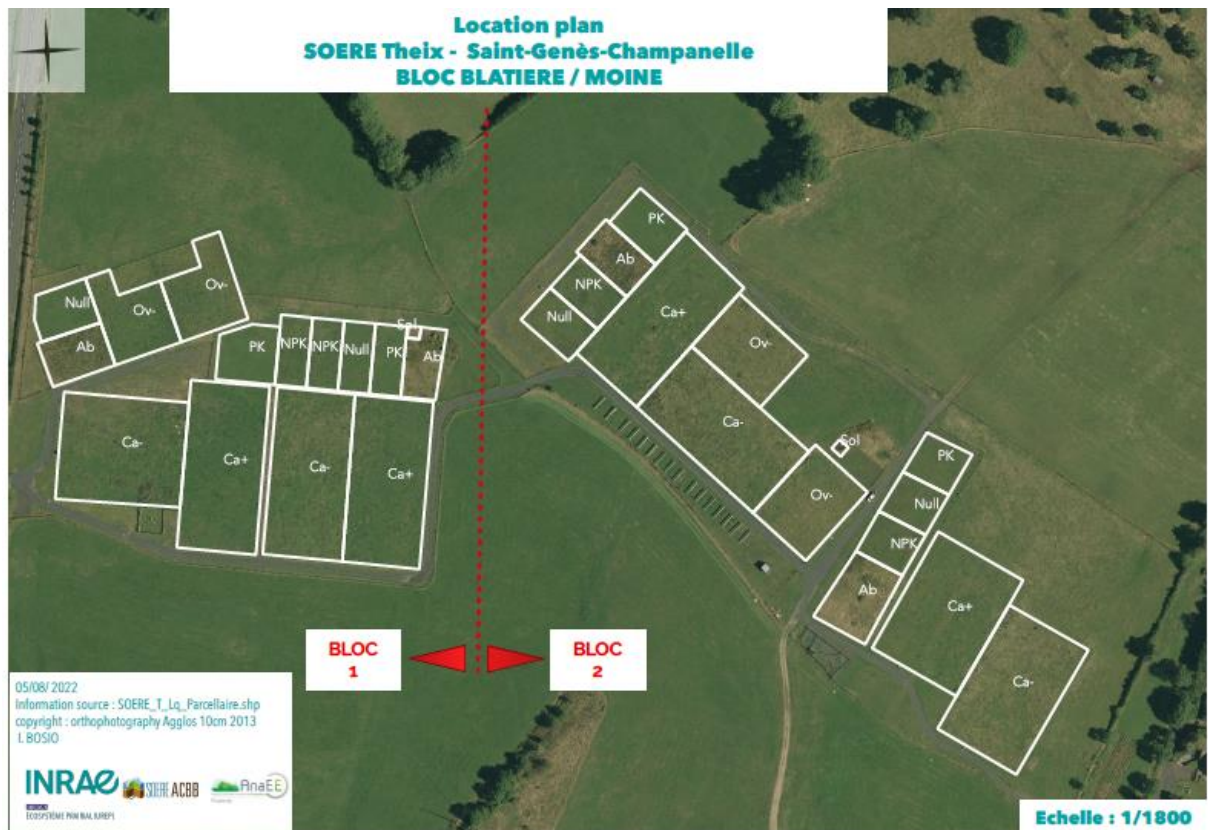 Location plan
SOERE Theix - Saint-Genès-Champanelle
BLOC BLATIERE / MOINE
PK
Ab
NPK
Null
Ca+
Ov-
Ov-
Ov-
Null
Ab
Ov-
Ca-
Sol
PK
NPK
NPK
Null
PK
Sol
Ab
Ca-
Ca+
Ca-
Ca+
PK
Null
NPK
Ab
Ca+
Ca-
BLOC
1
BLOC
2
05/08/ 2022
Information source : SOERE_T_Lq_Parcellaire.shp
copyright : orthophotography Agglos 10cm 2013
I. BOSIO
INRAE
SOERE ACBB
AnaEE
Echelle : 1/1800